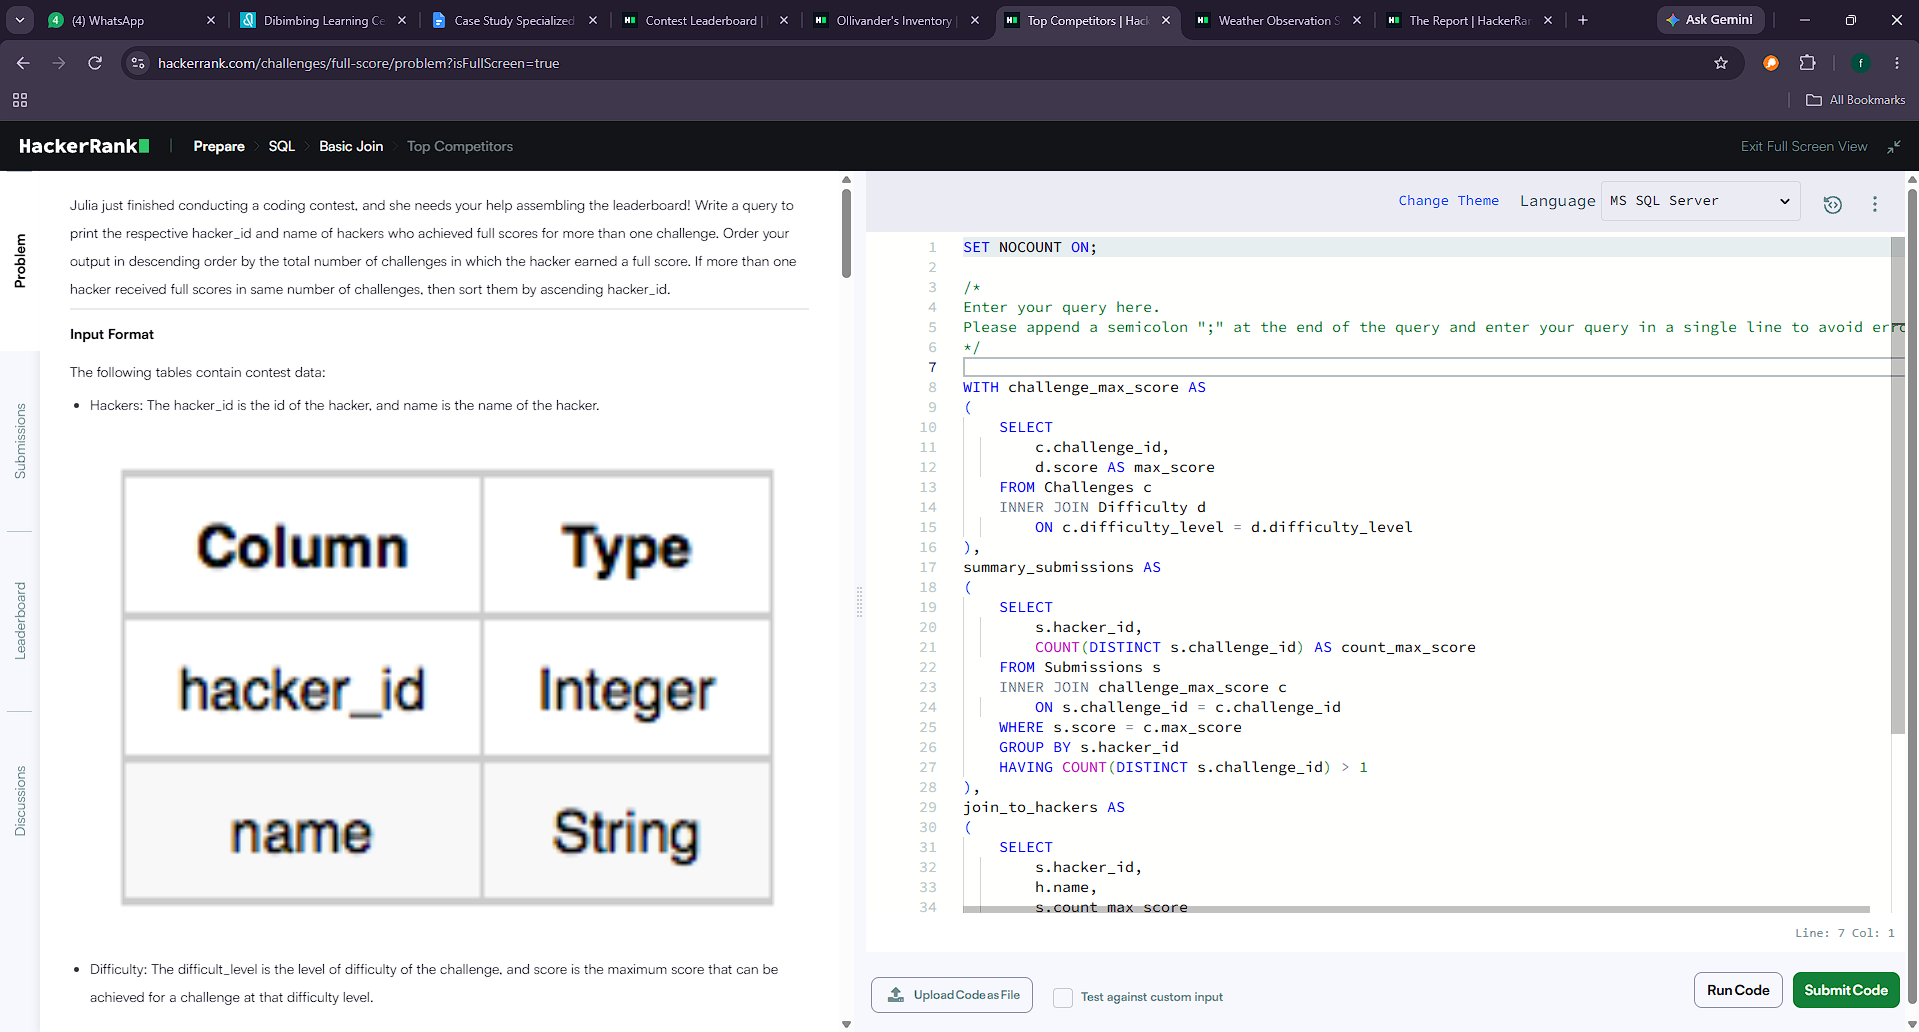 (4) WhatsApp
Dibimbing Learning Ce
Case Study Specialized
Contest Leaderboard |
Ollivander's Inventory |
Top Competitors | Hack
Weather Observation S
The Report | HackerRan
Ask Gemini
hackerrank.com/challenges/full-score/problem?isFullScreen=true
f
All Bookmarks
HackerRank
Prepare
SQL
Basic Join
Top Competitors
Exit Full Screen View
Problem
Submissions
Leaderboard
Discussions
Julia just finished conducting a coding contest, and she needs your help assembling the leaderboard! Write a query to
print the respective hacker_id and name of hackers who achieved full scores for more than one challenge. Order your
output in descending order by the total number of challenges in which the hacker earned a full score. If more than one
hacker received full scores in same number of challenges, then sort them by ascending hacker_id.
Input Format
The following tables contain contest data:
• Hackers: The hacker_id is the id of the hacker, and name is the name of the hacker.
Column Type
hacker_id Integer
name String
• Difficulty: The difficult_level is the level of difficulty of the challenge, and score is the maximum score that can be
achieved for a challenge at that difficulty level.
Change Theme Language MS SQL Server
1 SET NOCOUNT ON;
2
3 /*
4 Enter your query here.
5 Please append a semicolon ";" at the end of the query and enter your query in a single line to avoid erro
6 */
7
8 WITH challenge_max_score AS
9 (
10 SELECT
11 c.challenge_id,
12 d.score AS max_score
13 FROM Challenges c
14 INNER JOIN Difficulty d
15 ON c.difficulty_level = d.difficulty_level
16 ),
17 summary_submissions AS
18 (
19 SELECT
20 s.hacker_id,
21 COUNT(DISTINCT s.challenge_id) AS count_max_score
22 FROM Submissions s
23 INNER JOIN challenge_max_score c
24 ON s.challenge_id = c.challenge_id
25 WHERE s.score = c.max_score
26 GROUP BY s.hacker_id
27 HAVING COUNT(DISTINCT s.challenge_id) > 1
28 ),
29 join_to_hackers AS
30 (
31 SELECT
32 s.hacker_id,
33 h.name,
34 s.count_max_score
Line: 7 Col: 1
Upload Code as File
Test against custom input
Run Code
Submit Code